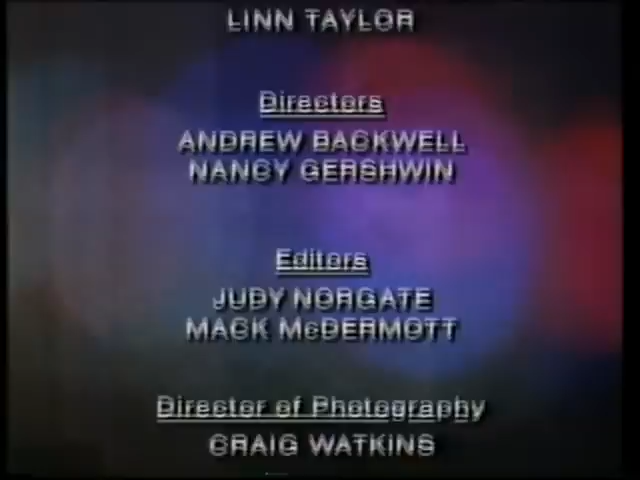 LINN TAYLOR
Directors
ANDREW BACKWELL
NANCY GERSHWIN
Editors
JUDY NORGATE
MACK McDERMOTT
Director of Photography
CRAIG WATKINS